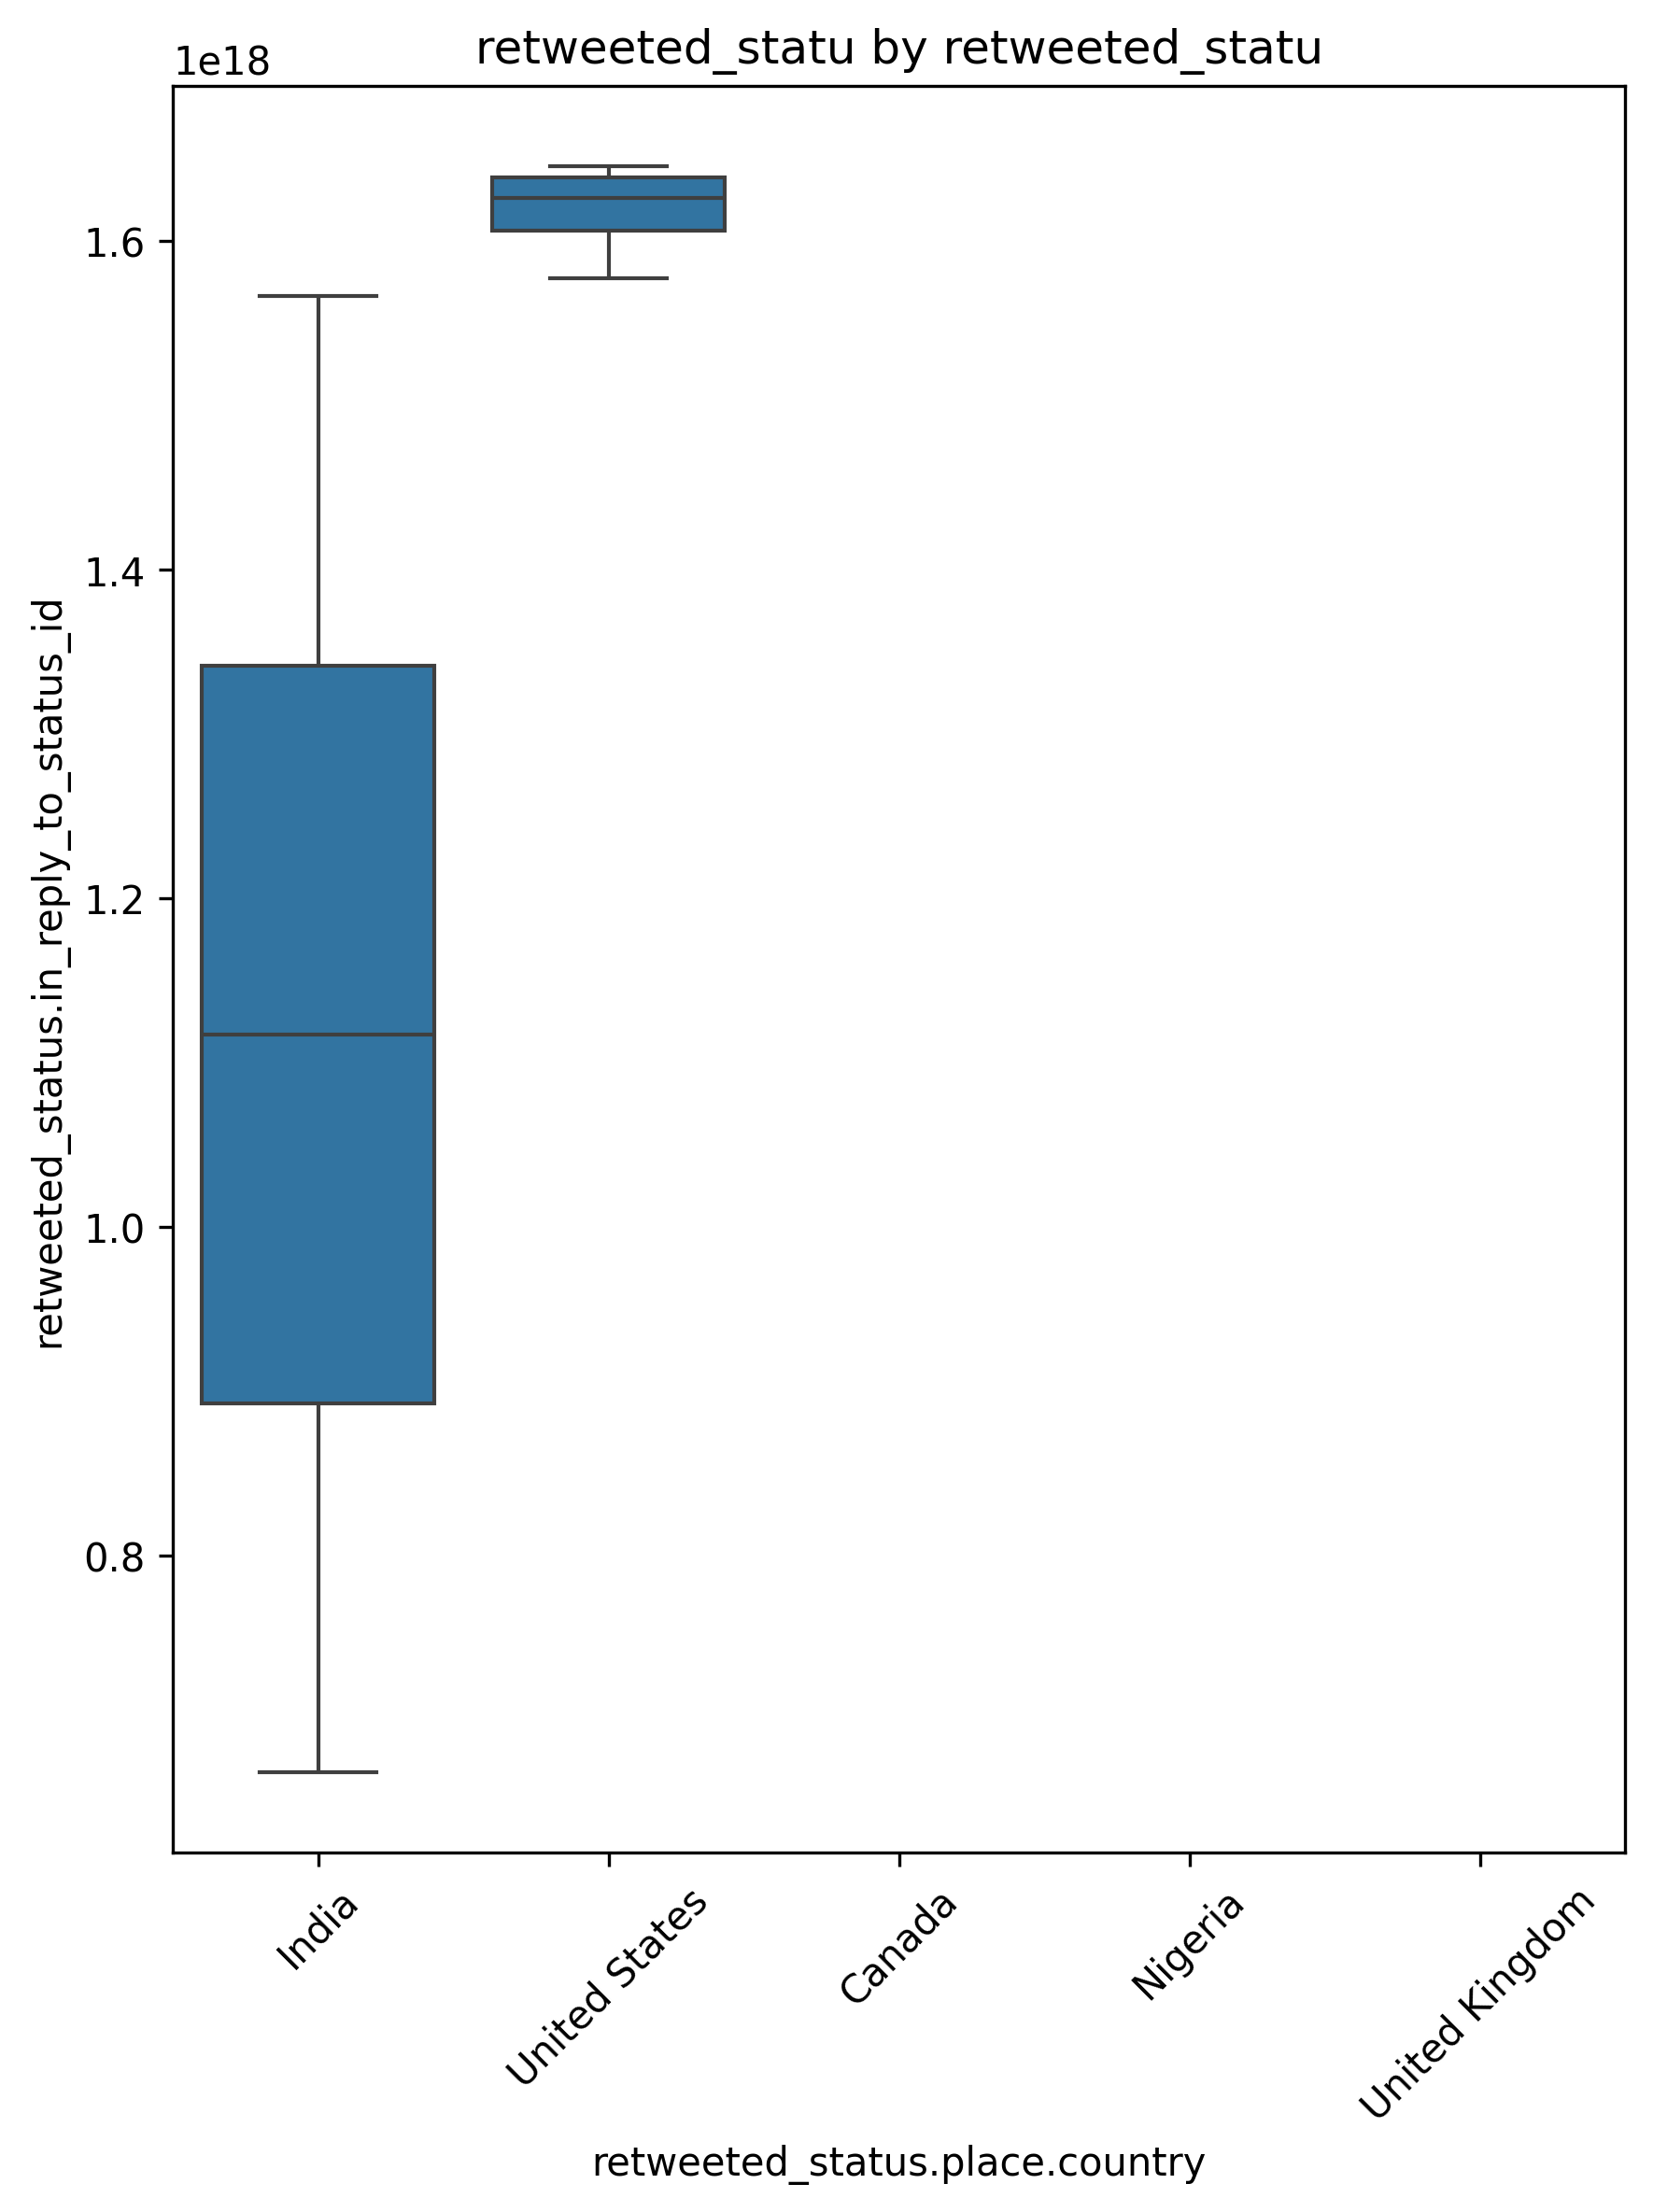 retweeted_statu by retweeted_statu
1e18
1.6
1.4
1.2
1.0
0.8
retweeted_status.in_reply_to_status_id
India
United States
Canada
Nigeria
United Kingdom
retweeted_status.place.country